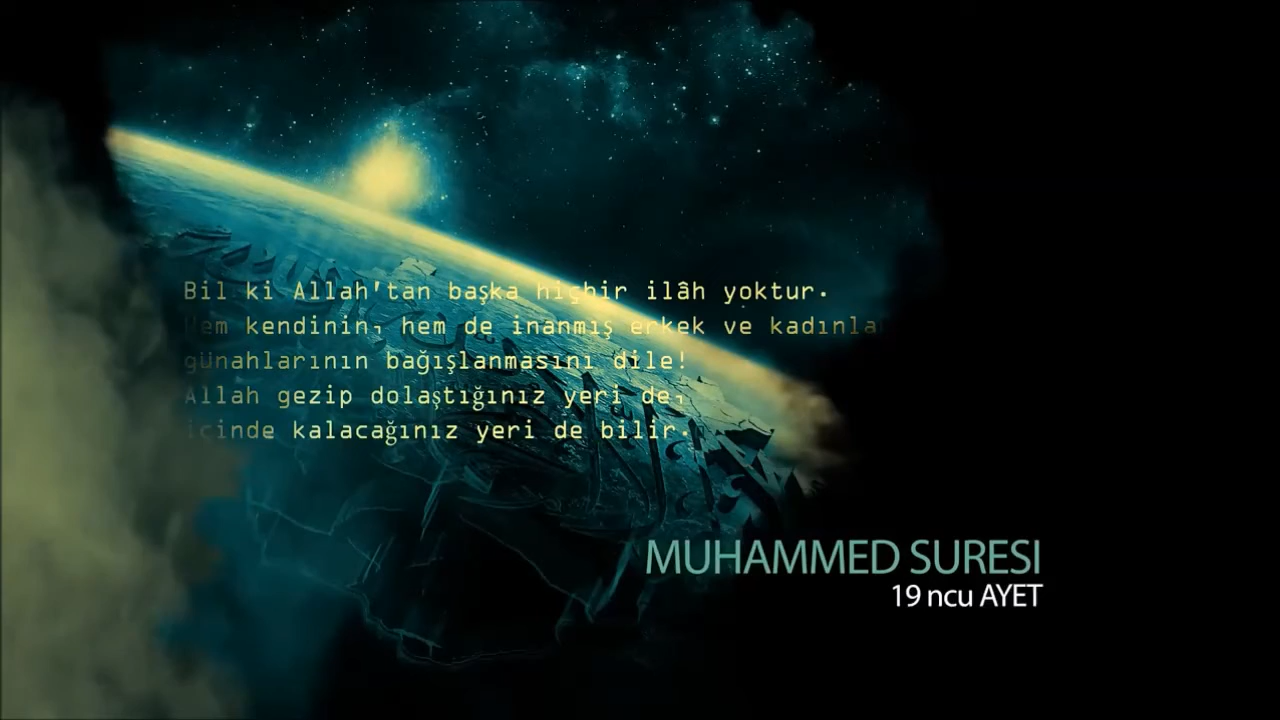 Bil ki Allah'tan başka hiçbir ilâh yoktur.
Hem kendinin, hem de inanmış erkek ve kadınla
günahlarının bağışlanmasını dile!
Allah gezip dolaştığınız yeri de,
içinde kalacağınız yeri de bilir.
MUHAMMED SURESI
19 ncu AYET